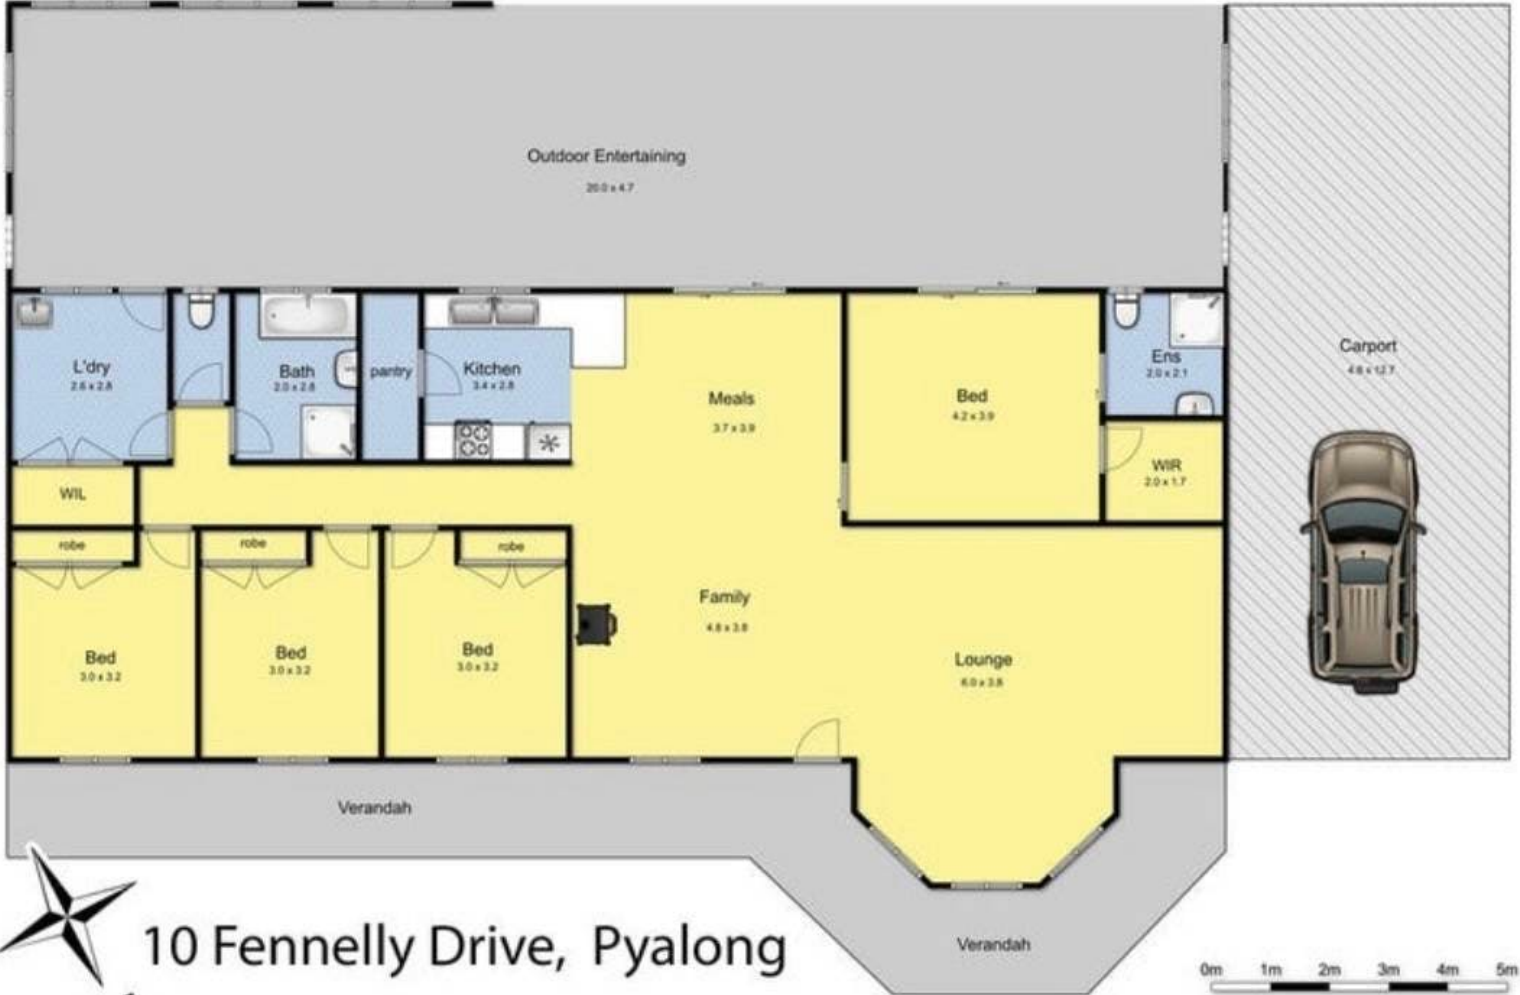 Outdoor Entertaining
20.0 x 4.7
L'dry
2.6 x 2.8
Bath
2.0 x 2.8
pantry
Kitchen
3.4 x 2.8
Meals
3.7 x 3.9
Bed
4.2 x 3.9
Ens
2.0 x 2.1
WIR
2.0 x 1.7
Carport
4.6 x 12.7
WIL
robe
robe
robe
Bed
3.0 x 3.2
Bed
3.0 x 3.2
Bed
3.0 x 3.2
Family
4.8 x 3.8
Lounge
6.0 x 3.8
Verandah
Verandah
10 Fennelly Drive, Pyalong
0m 1m 2m 3m 4m 5m